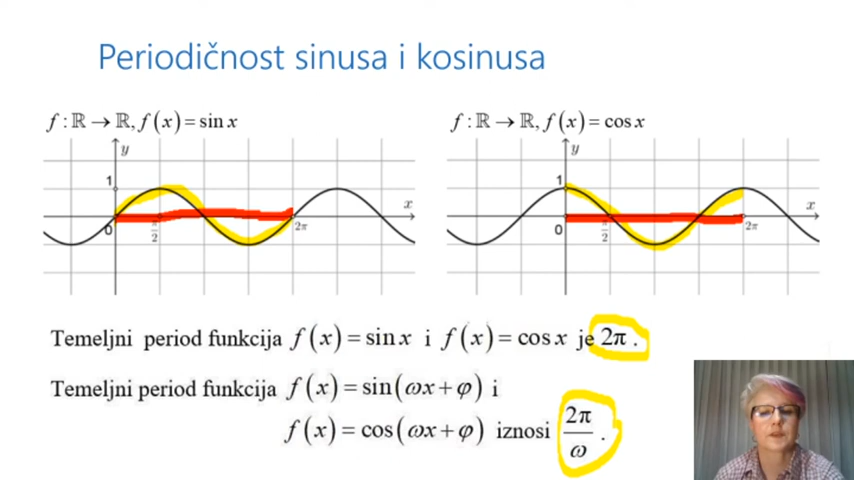 Periodičnost sinusa i kosinusa
f : ℝ → ℝ, f(x) = sin x
f : ℝ → ℝ, f(x) = cos x
y
1
x
0
π/2
2π
y
1
x
0
π/2
2π
Temeljni period funkcija f(x) = sin x i f(x) = cos x je 2π .
Temeljni period funkcija f(x) = sin(ωx + φ) i
f(x) = cos(ωx + φ) iznosi 2π/ω .